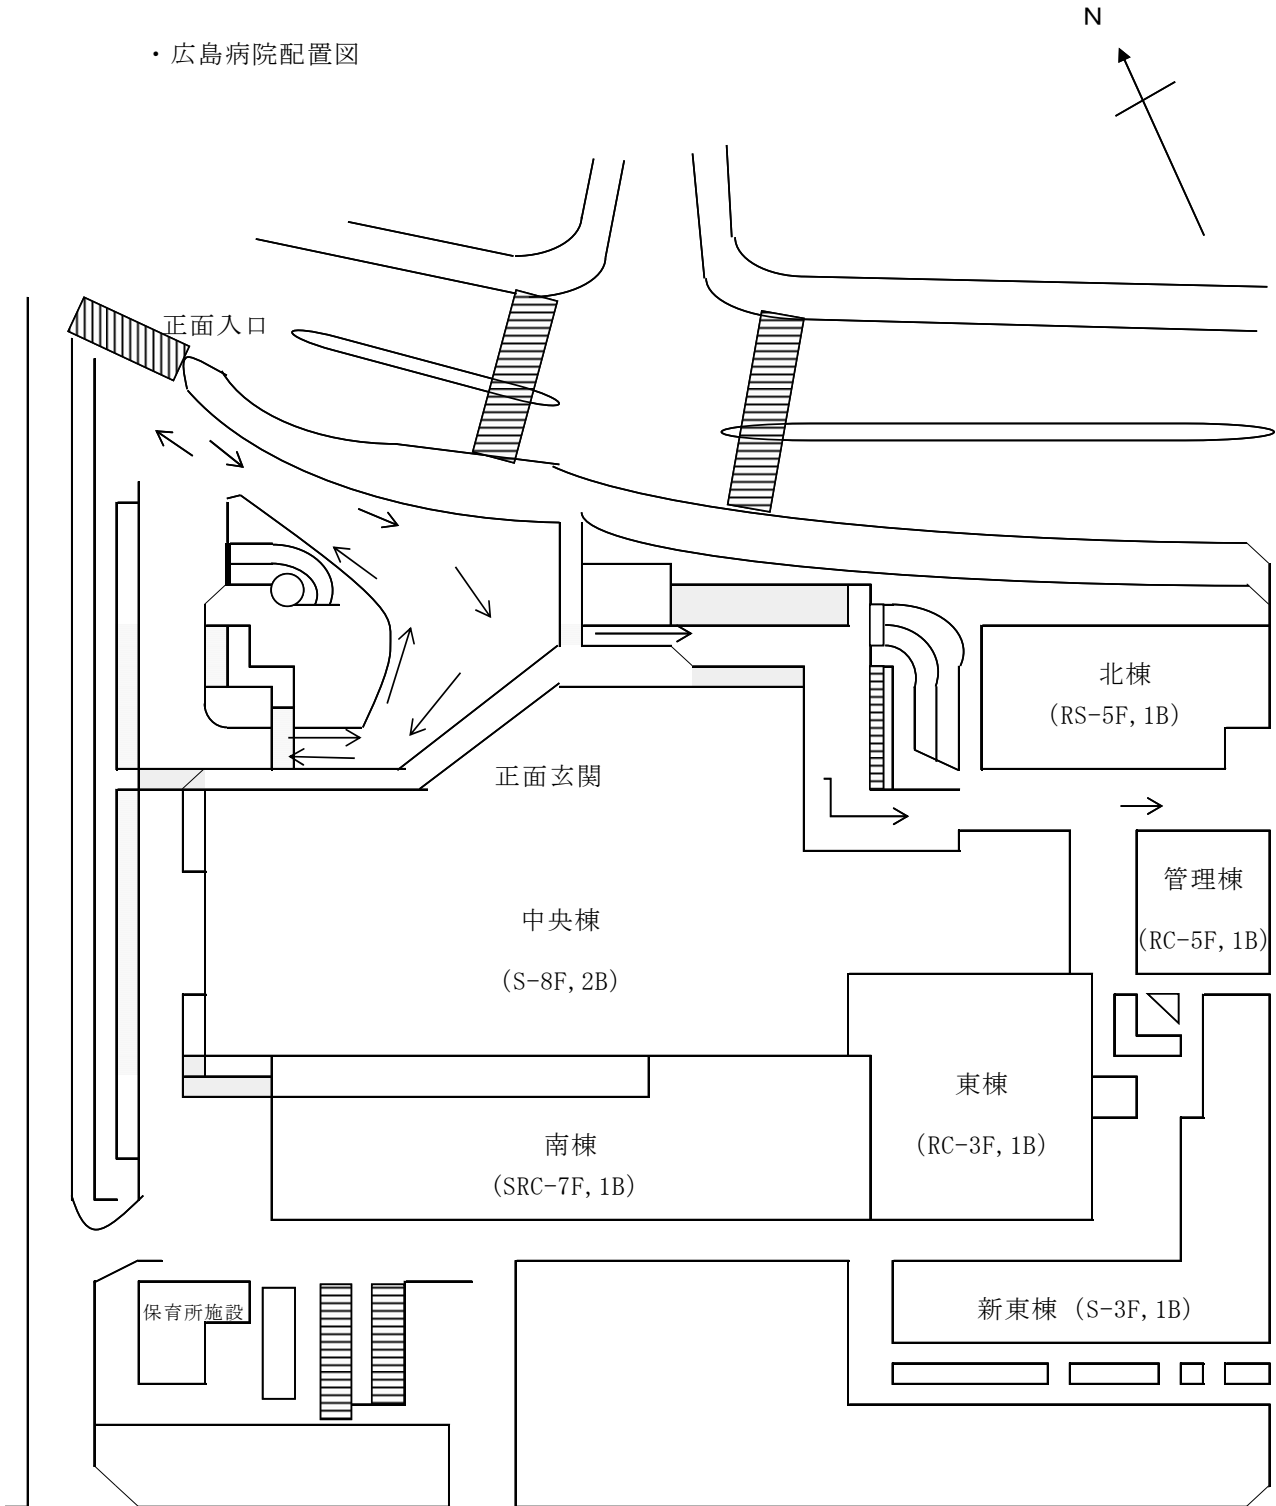 N
・広島病院配置図
正面入口
北棟
(RS-5F,1B)
正面玄関
管理棟
(RC-5F,1B)
中央棟
(S-8F,2B)
東棟
(RC-3F,1B)
南棟
(SRC-7F,1B)
保育所施設
新東棟 (S-3F,1B)